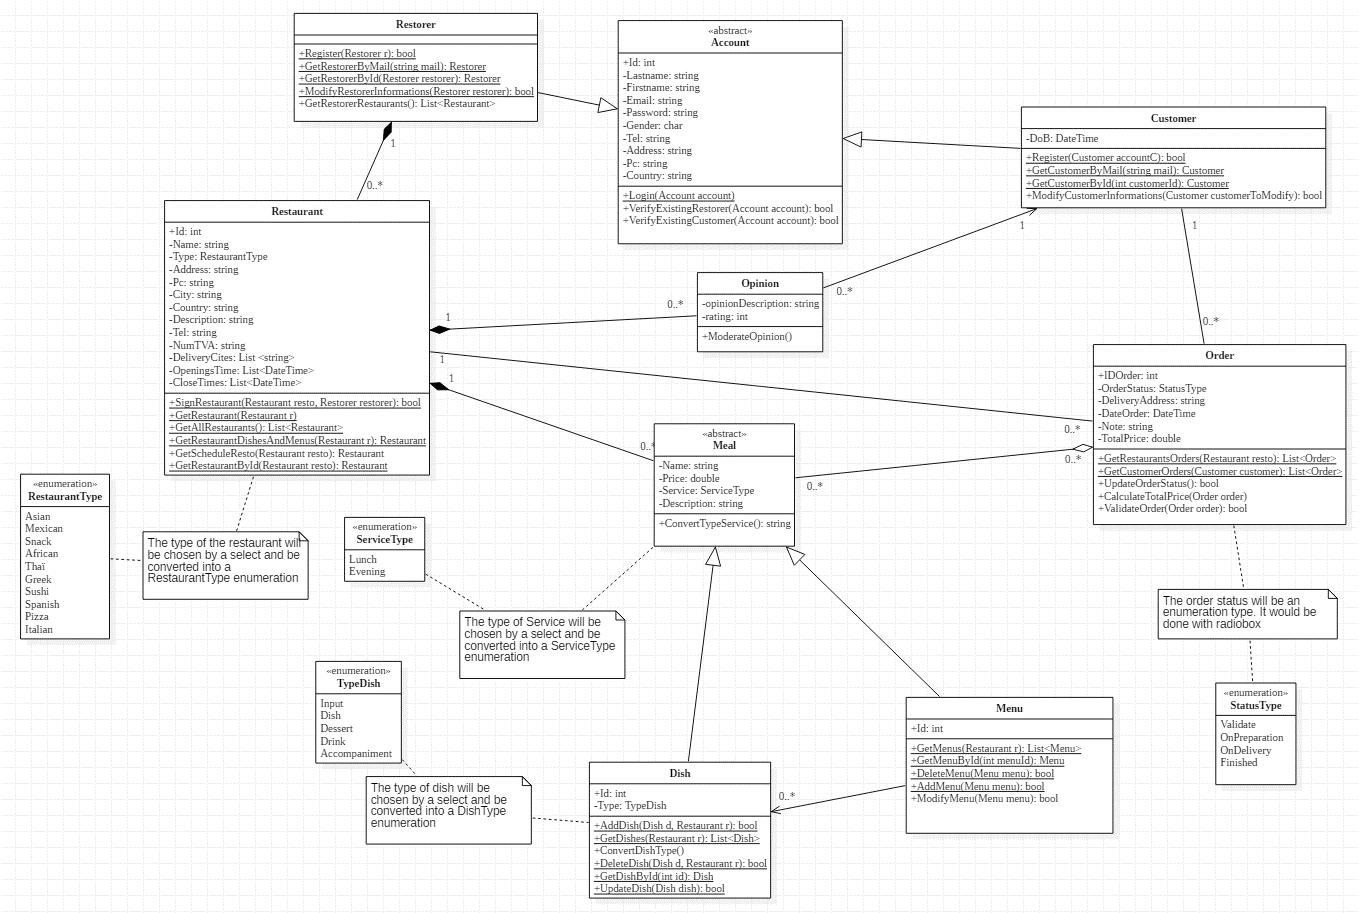 Restorer
+Register(Restorer r): bool
+GetRestorerByMail(string mail): Restorer
+GetRestorerById(Restorer restorer): Restorer
+ModifyRestorerInformations(Restorer restorer): bool
+GetRestorerRestaurants(): List<Restaurant>
«abstract»
Account
+Id: int
-Lastname: string
-Firstname: string
-Email: string
-Password: string
-Gender: char
-Tel: string
-Address: string
-Pc: string
-Country: string
+Login(Account account)
+VerifyExistingRestorer(Account account): bool
+VerifyExistingCustomer(Account account): bool
Customer
-DoB: DateTime
+Register(Customer accountC): bool
+GetCustomerByMail(string mail): Customer
+GetCustomerById(int customerId): Customer
+ModifyCustomerInformations(Customer customerToModify): bool
1
0..*
Restaurant
+Id: int
-Name: string
-Type: RestaurantType
-Address: string
-Pc: string
-City: string
-Country: string
-Description: string
-Tel: string
-NumTVA: string
-DeliveryCites: List <string>
-OpeningsTime: List<DateTime>
-CloseTimes: List<DateTime>
+SignRestaurant(Restaurant resto, Restorer restorer): bool
+GetRestaurant(Restaurant r)
+GetAllRestaurants(): List<Restaurant>
+GetRestaurantDishesAndMenus(Restaurant r): Restaurant
+GetScheduleResto(Restaurant resto): Restaurant
+GetRestaurantById(Restaurant resto): Restaurant
1
0..*
Opinion
-opinionDescription: string
-rating: int
+ModerateOpinion()
0..*
1
1
0..*
Order
+IDOrder: int
-OrderStatus: StatusType
-DeliveryAddress: string
-DateOrder: DateTime
-Note: string
-TotalPrice: double
+GetRestaurantsOrders(Restaurant resto): List<Order>
+GetCustomerOrders(Customer customer): List<Order>
+UpdateOrderStatus(): bool
+CalculateTotalPrice(Order order)
+ValidateOrder(Order order): bool
1
0..*
1
0..*
«abstract»
Meal
-Name: string
-Price: double
-Service: ServiceType
-Description: string
+ConvertTypeService(): string
0..*
0..*
«enumeration»
RestaurantType
Asian
Mexican
Snack
African
Thaï
Greek
Sushi
Spanish
Pizza
Italian
The type of the restaurant will
be chosen by a select and be
converted into a
RestaurantType enumeration
«enumeration»
ServiceType
Lunch
Evening
The type of Service will be
chosen by a select and be
converted into a ServiceType
enumeration
The order status will be an
enumeration type. It would be
done with radiobox
«enumeration»
StatusType
Validate
OnPreparation
OnDelivery
Finished
«enumeration»
TypeDish
Input
Dish
Dessert
Drink
Accompaniment
The type of dish will be
chosen by a select and be
converted into a DishType
enumeration
Dish
+Id: int
-Type: TypeDish
+AddDish(Dish d, Restaurant r): bool
+GetDishes(Restaurant r): List<Dish>
+ConvertDishType()
+DeleteDish(Dish d, Restaurant r): bool
+GetDishById(int id): Dish
+UpdateDish(Dish dish): bool
0..*
Menu
+Id: int
+GetMenus(Restaurant r): List<Menu>
+GetMenuById(int menuId): Menu
+DeleteMenu(Menu menu): bool
+AddMenu(Menu menu): bool
+ModifyMenu(Menu menu): bool